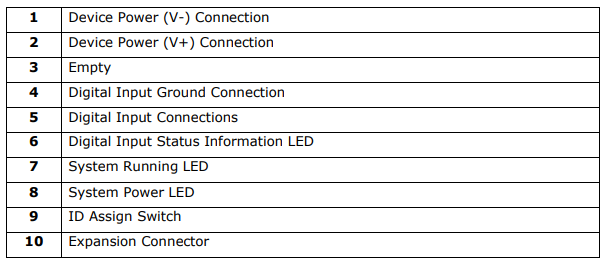 1 Device Power (V-) Connection
2 Device Power (V+) Connection
3 Empty
4 Digital Input Ground Connection
5 Digital Input Connections
6 Digital Input Status Information LED
7 System Running LED
8 System Power LED
9 ID Assign Switch
10 Expansion Connector